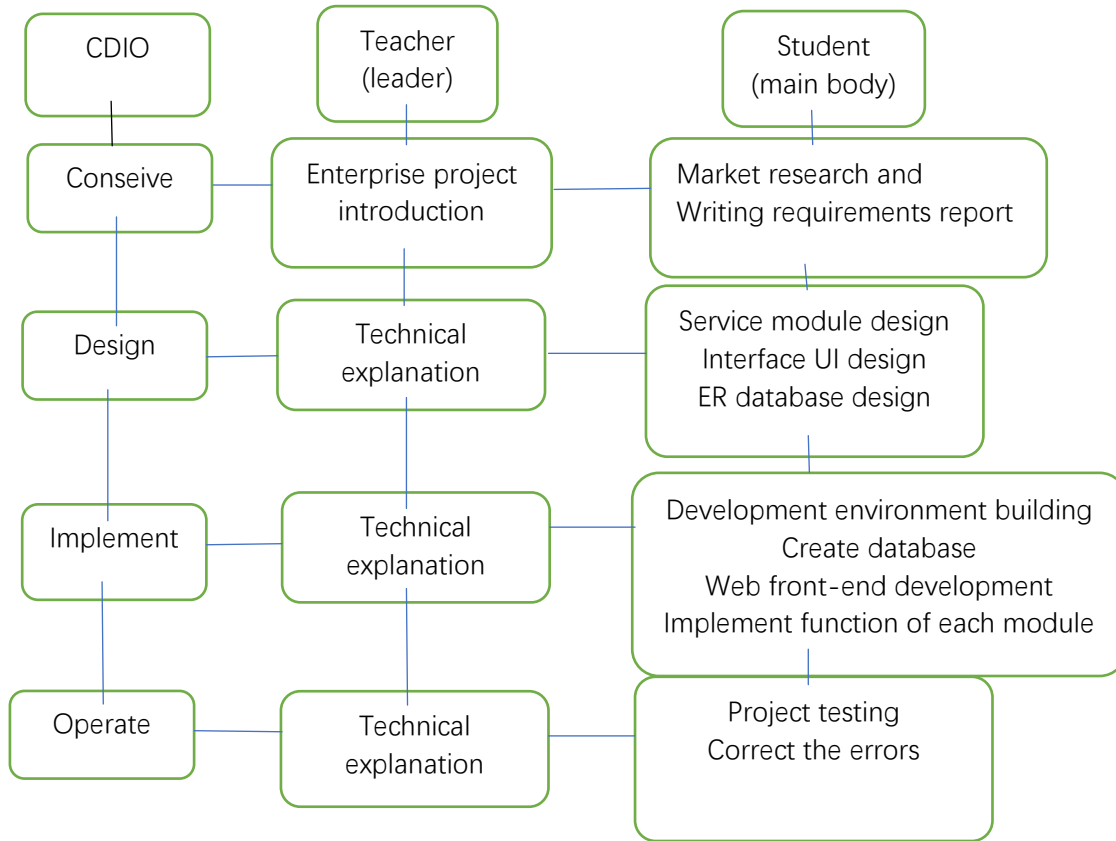 CDIO
Teacher
(leader)
Student
(main body)
Conseive
Enterprise project
introduction
Market research and
Writing requirements report
Design
Technical
explanation
Service module design
Interface UI design
ER database design
Implement
Technical
explanation
Development environment building
Create database
Web front-end development
Implement function of each module
Operate
Technical
explanation
Project testing
Correct the errors